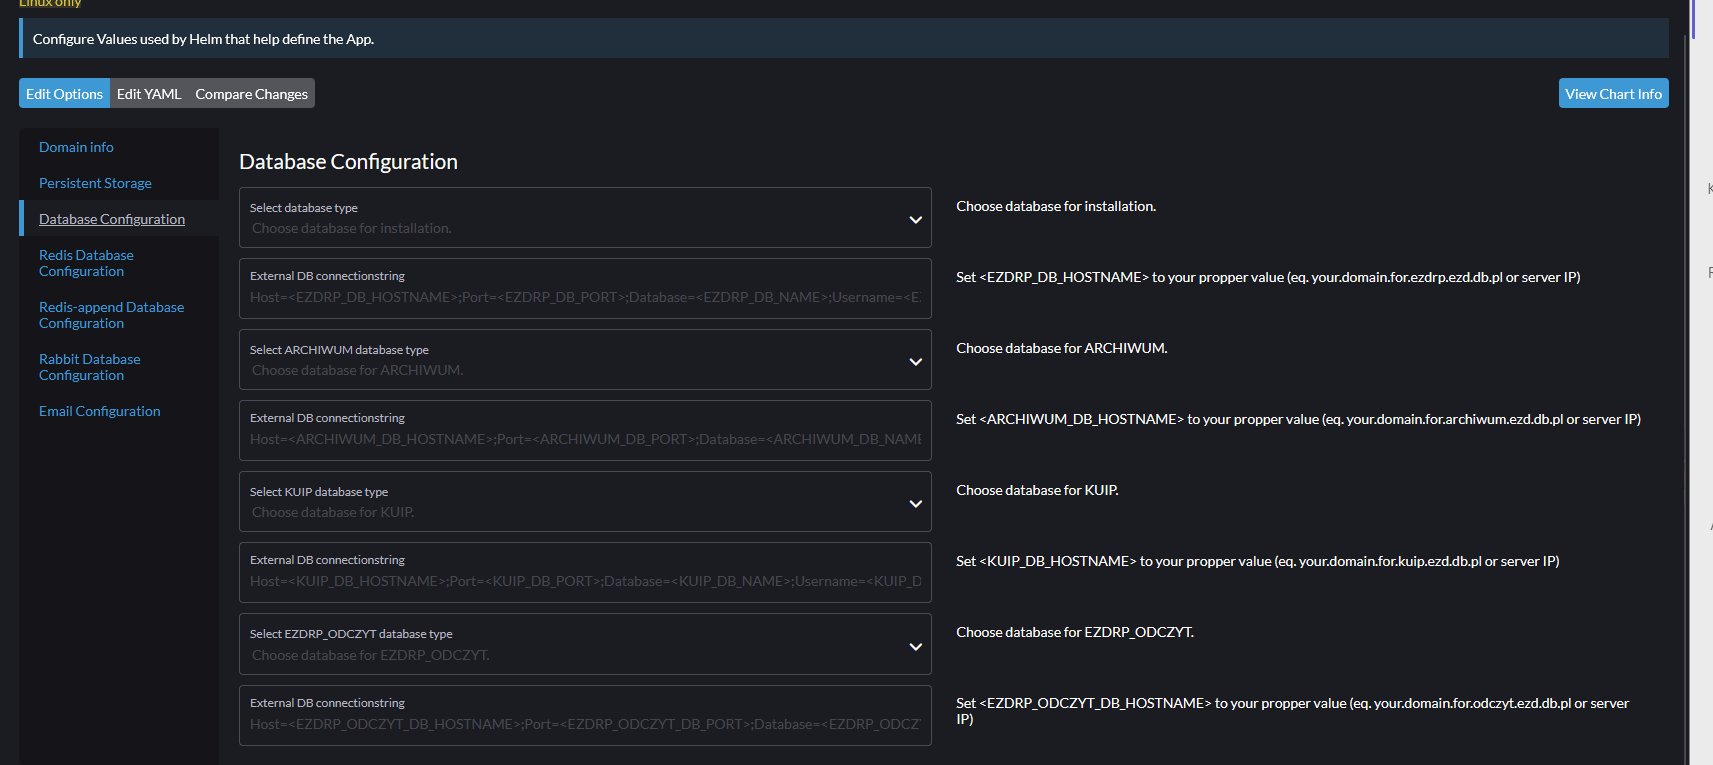 Linux only
Configure Values used by Helm that help define the App.
Edit Options
Edit YAML
Compare Changes
View Chart Info
Domain info
Persistent Storage
Database Configuration
Redis Database
Configuration
Redis-append Database
Configuration
Rabbit Database
Configuration
Email Configuration
Database Configuration
Select database type
Choose database for installation.
Choose database for installation.
External DB connectionstring
Host=<EZDRP_DB_HOSTNAME>;Port=<EZDRP_DB_PORT>;Database=<EZDRP_DB_NAME>;Username=<E
Set <EZDRP_DB_HOSTNAME> to your propper value (eq. your.domain.for.ezdrp.ezd.db.pl or server IP)
Select ARCHIWUM database type
Choose database for ARCHIWUM.
Choose database for ARCHIWUM.
External DB connectionstring
Host=<ARCHIWUM_DB_HOSTNAME>;Port=<ARCHIWUM_DB_PORT>;Database=<ARCHIWUM_DB_NAME
Set <ARCHIWUM_DB_HOSTNAME> to your propper value (eq. your.domain.for.archiwum.ezd.db.pl or server IP)
Select KUIP database type
Choose database for KUIP.
Choose database for KUIP.
External DB connectionstring
Host=<KUIP_DB_HOSTNAME>;Port=<KUIP_DB_PORT>;Database=<KUIP_DB_NAME>;Username=<KUIP_D
Set <KUIP_DB_HOSTNAME> to your propper value (eq. your.domain.for.kuip.ezd.db.pl or server IP)
Select EZDRP_ODCZYT database type
Choose database for EZDRP_ODCZYT.
Choose database for EZDRP_ODCZYT.
External DB connectionstring
Host=<EZDRP_ODCZYT_DB_HOSTNAME>;Port=<EZDRP_ODCZYT_DB_PORT>;Database=<EZDRP_ODCZY
Set <EZDRP_ODCZYT_DB_HOSTNAME> to your propper value (eq. your.domain.for.odczyt.ezd.db.pl or server
IP)